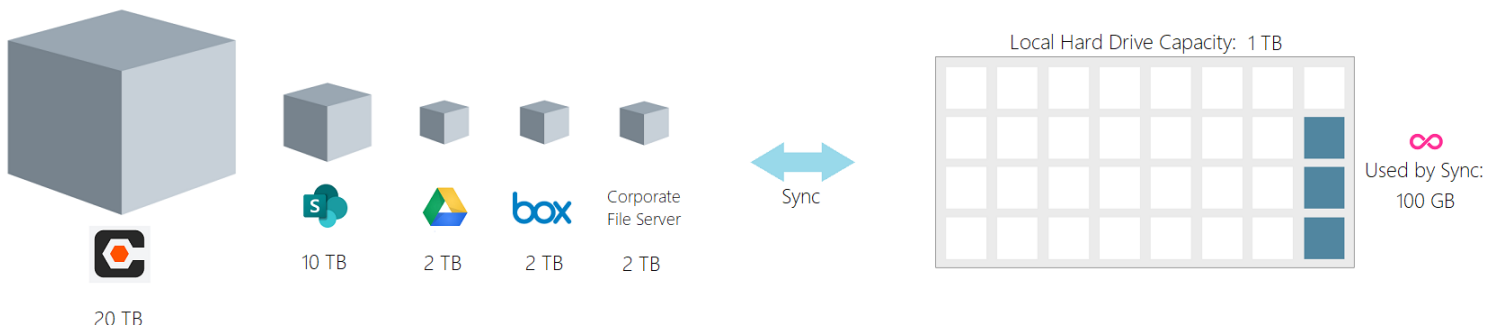 Local Hard Drive Capacity: 1 TB
S
box
Corporate
File Server
Sync
Used by Sync:
100 GB
10 TB
2 TB
2 TB
2 TB
20 TB